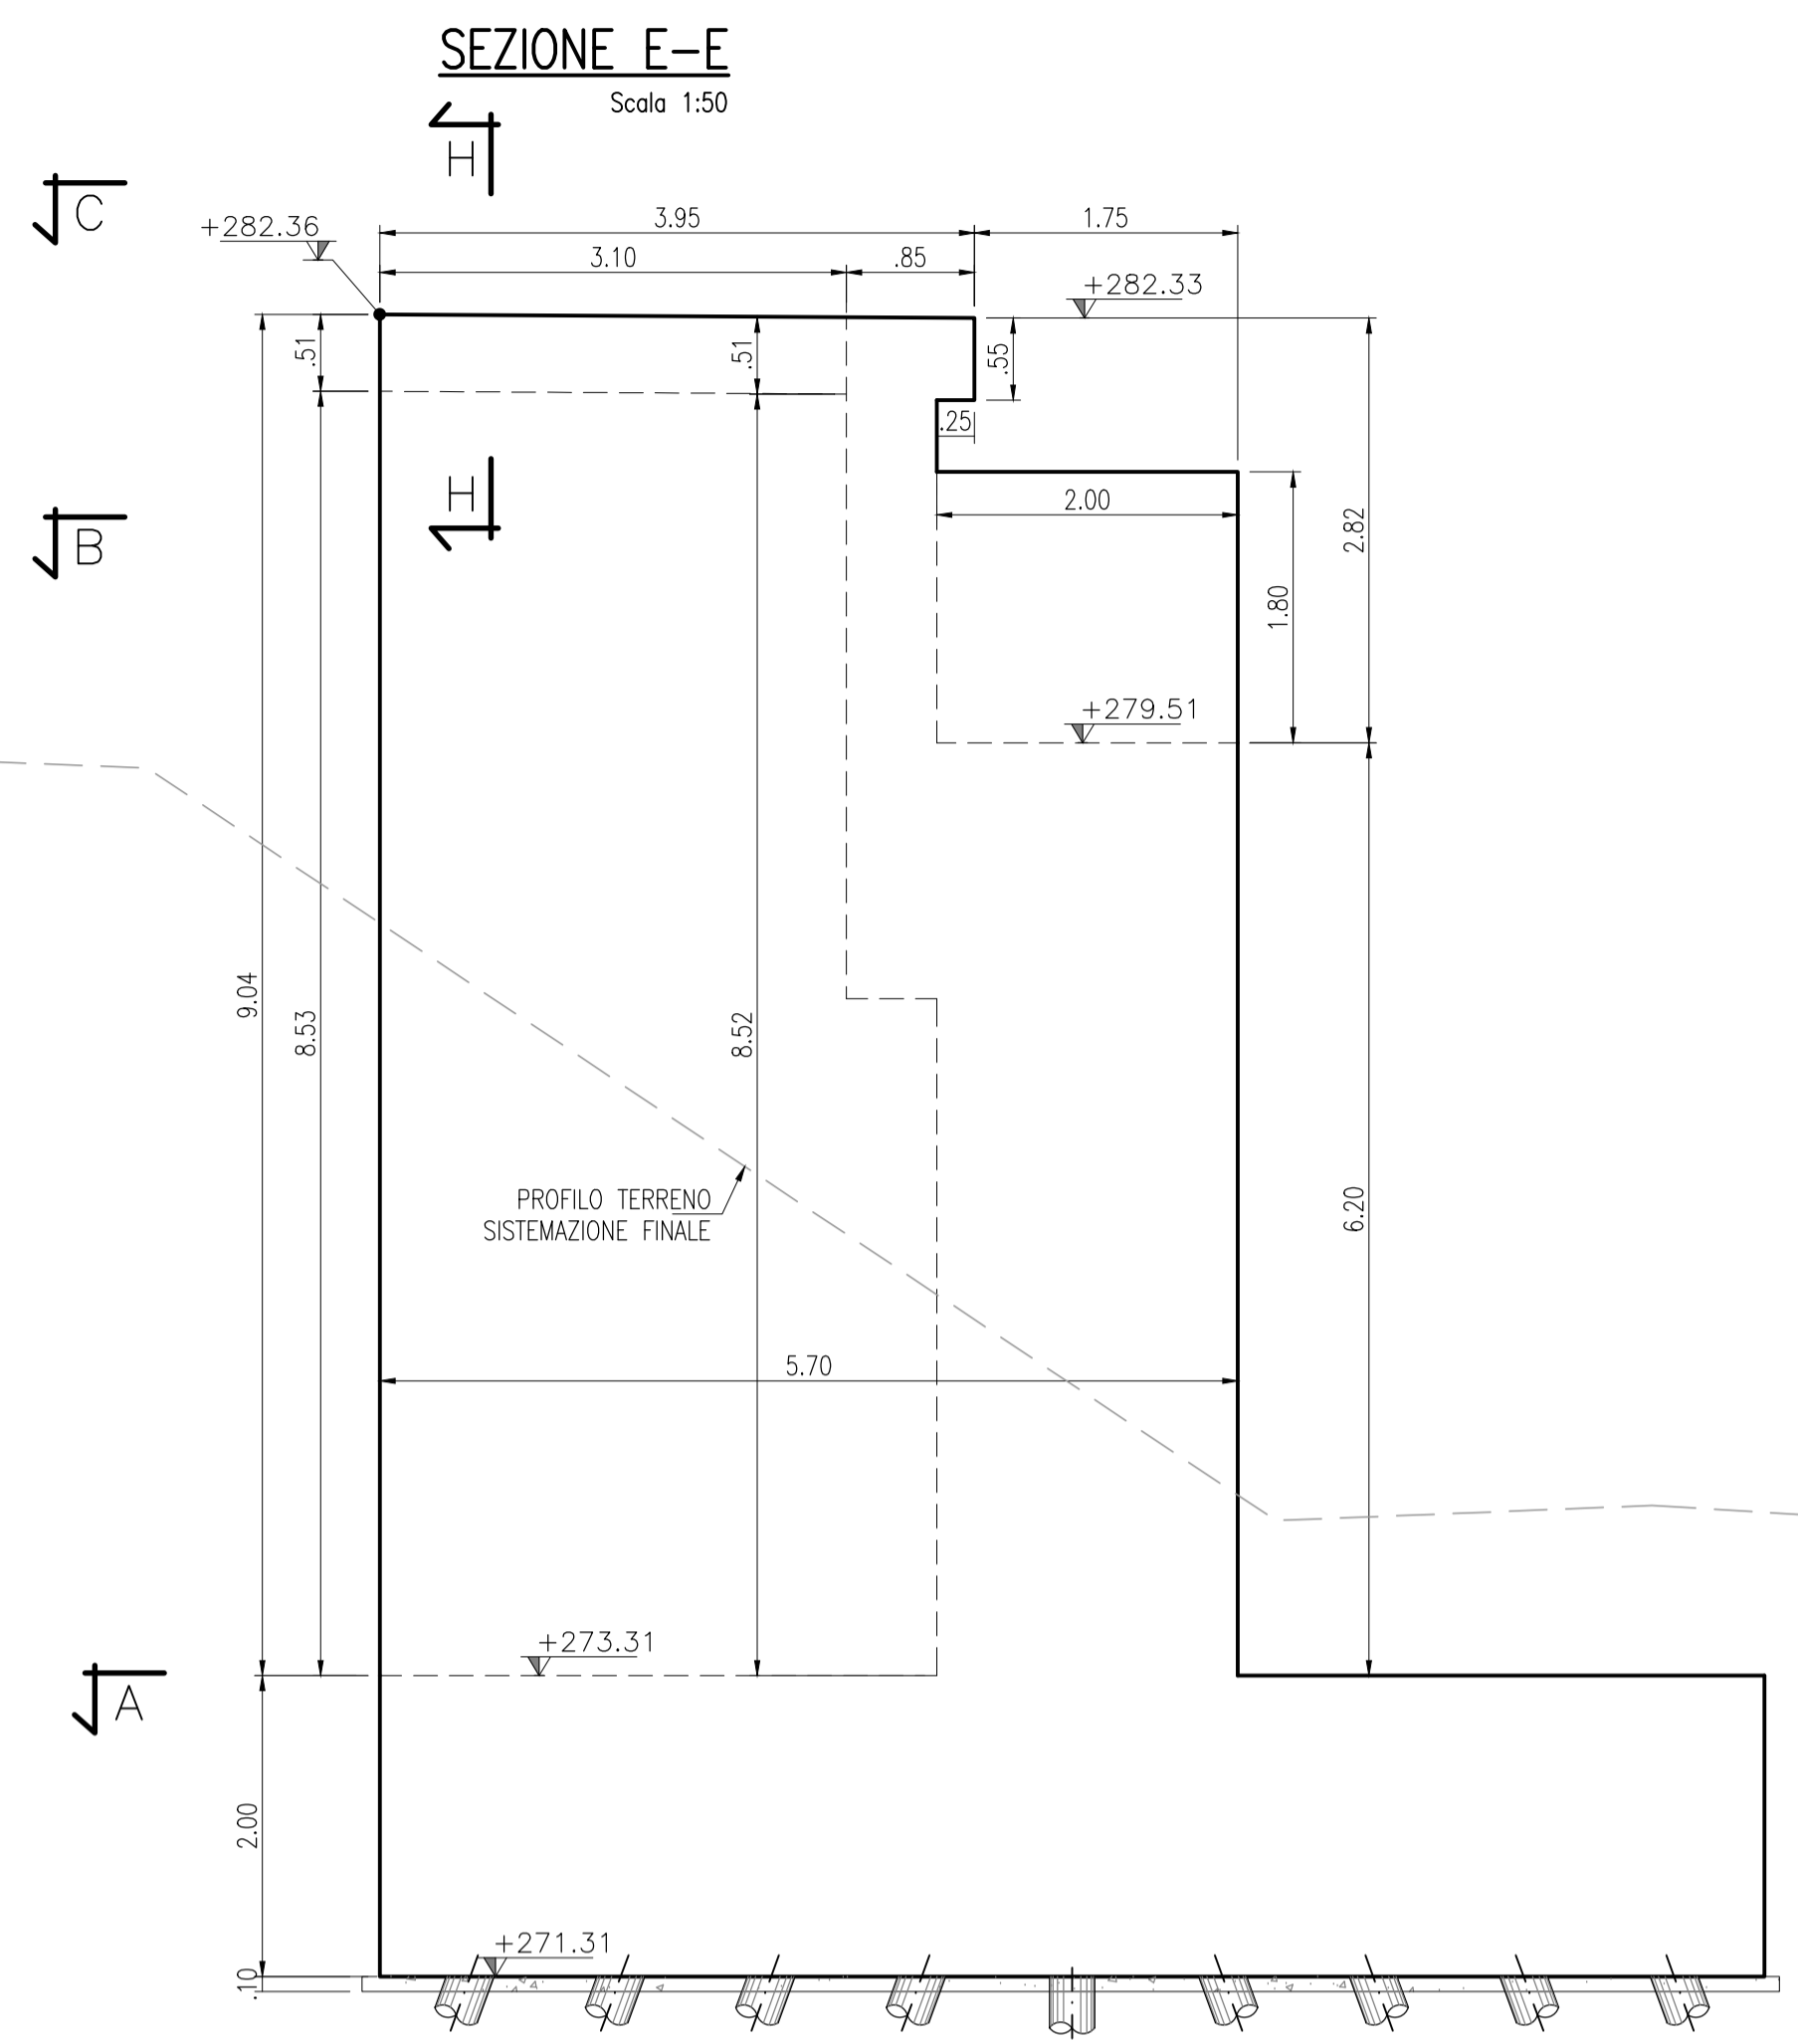 SEZIONE E-E
Scala 1:50
H
C
+282.36
3.95
1.75
3.10
.85
+282.33
.51
.51
.55
.25
H
2.00
B
2.82
1.80
+279.51
9.04
8.53
8.52
PROFILO TERRENO
SISTEMAZIONE FINALE
6.20
5.70
+273.31
A
2.00
+271.31
.10